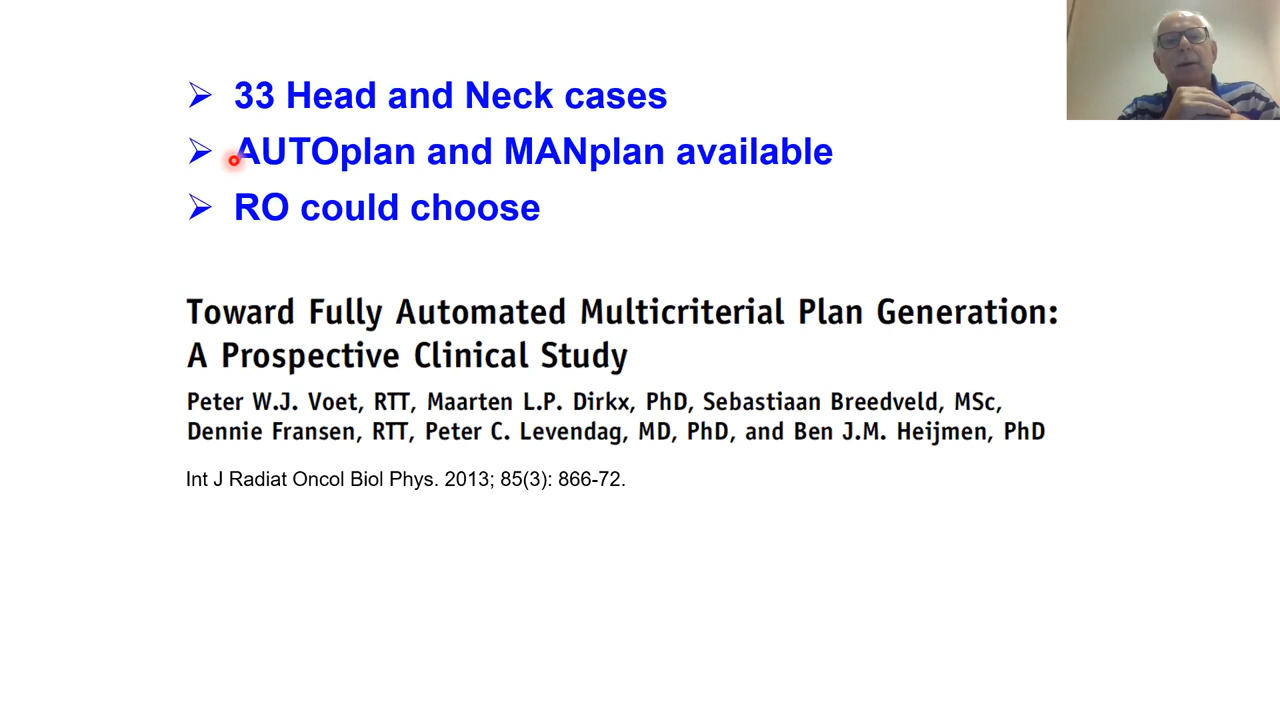 33 Head and Neck cases
AUTOplan and MANplan available
RO could choose
Toward Fully Automated Multicriterial Plan Generation:
A Prospective Clinical Study
Peter W.J. Voet, RTT, Maarten L.P. Dirkx, PhD, Sebastiaan Breedveld, MSc,
Dennie Fransen, RTT, Peter C. Levendag, MD, PhD, and Ben J.M. Heijmen, PhD
Int J Radiat Oncol Biol Phys. 2013; 85(3): 866-72.